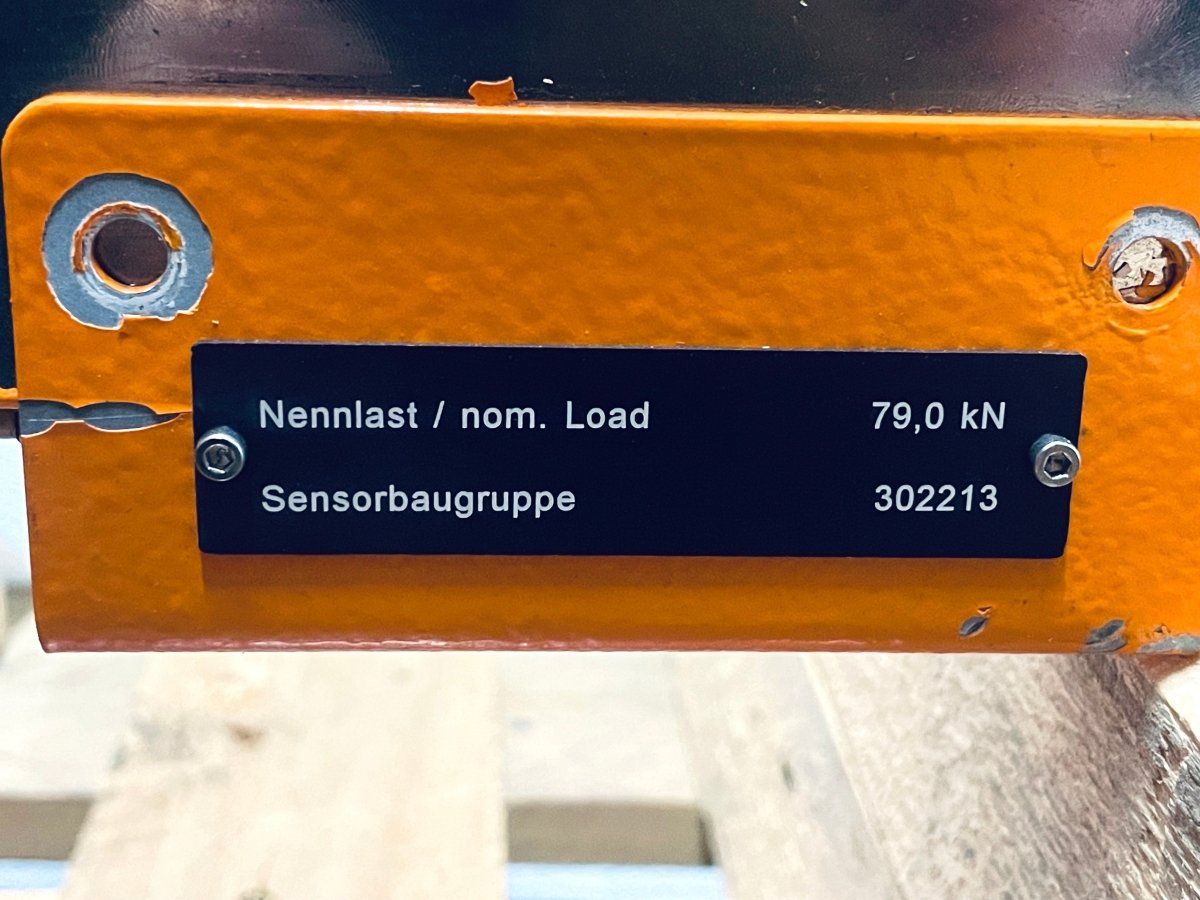 Nennlast / nom. Load 79,0 kN
Sensorbaugruppe 302213